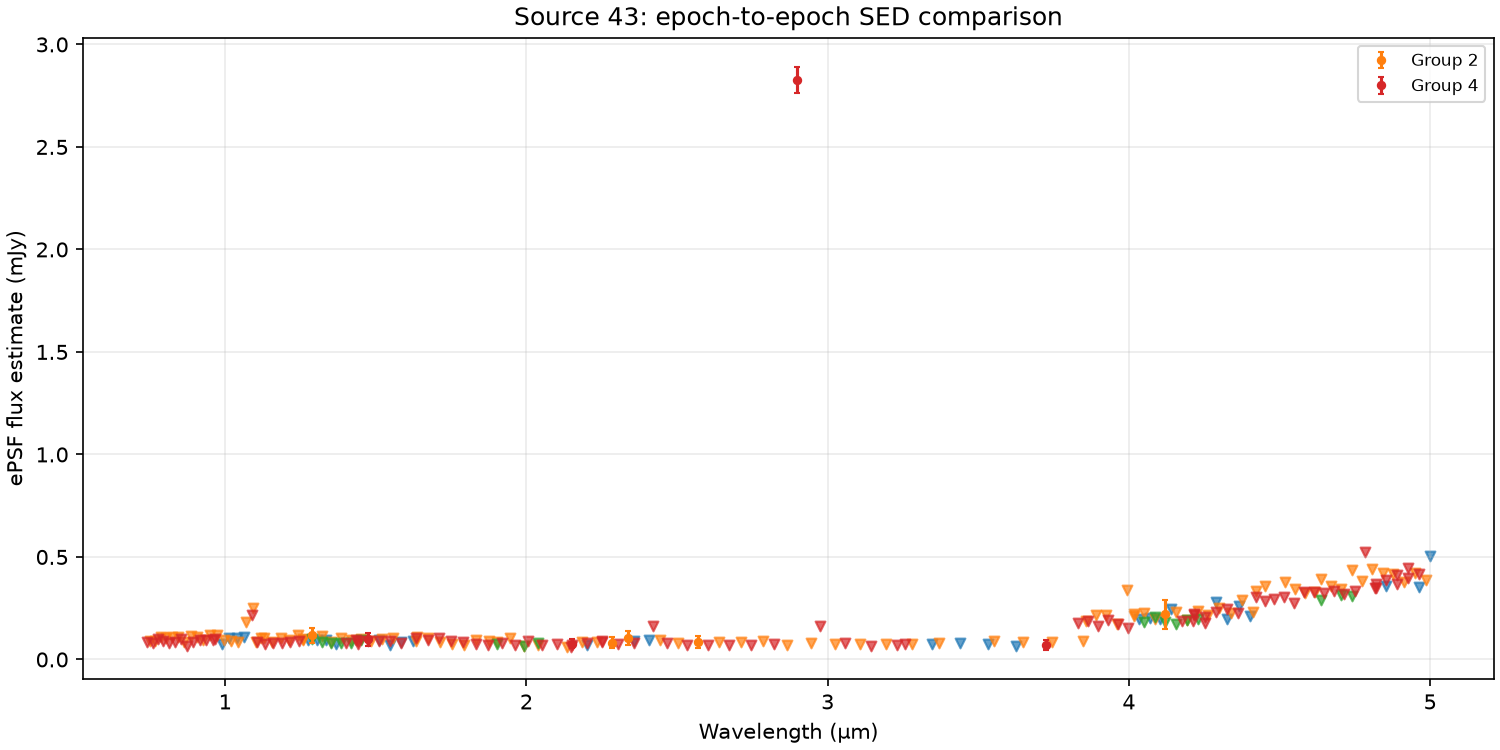 Source 43: epoch-to-epoch SED comparison
Group 2
Group 4
ePSF flux estimate (mJy)
3.0
2.5
2.0
1.5
1.0
0.5
0.0
1 2 3 4 5
Wavelength (μm)